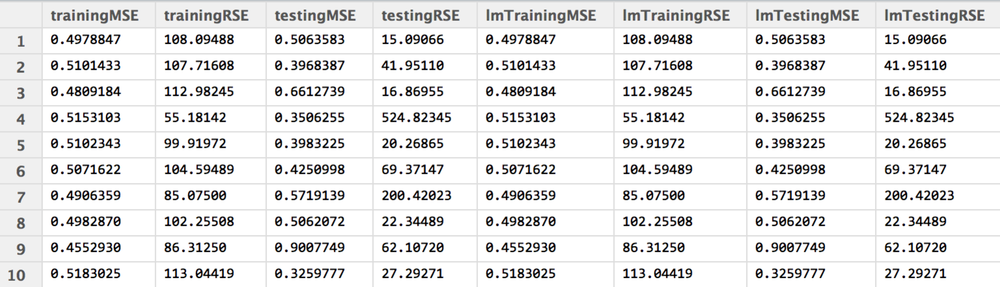 trainingMSE trainingRSE testingMSE testingRSE lmTrainingMSE lmTrainingRSE lmTestingMSE lmTestingRSE
1 0.4978847 108.09488 0.5063583 15.09066 0.4978847 108.09488 0.5063583 15.09066
2 0.5101433 107.71608 0.3968387 41.95110 0.5101433 107.71608 0.3968387 41.95110
3 0.4809184 112.98245 0.6612739 16.86955 0.4809184 112.98245 0.6612739 16.86955
4 0.5153103 55.18142 0.3506255 524.82345 0.5153103 55.18142 0.3506255 524.82345
5 0.5102343 99.91972 0.3983225 20.26865 0.5102343 99.91972 0.3983225 20.26865
6 0.5071622 104.59489 0.4250998 69.37147 0.5071622 104.59489 0.4250998 69.37147
7 0.4906359 85.07500 0.5719139 200.42023 0.4906359 85.07500 0.5719139 200.42023
8 0.4982870 102.25508 0.5062072 22.34489 0.4982870 102.25508 0.5062072 22.34489
9 0.4552930 86.31250 0.9007749 62.10720 0.4552930 86.31250 0.9007749 62.10720
10 0.5183025 113.04419 0.3259777 27.29271 0.5183025 113.04419 0.3259777 27.29271